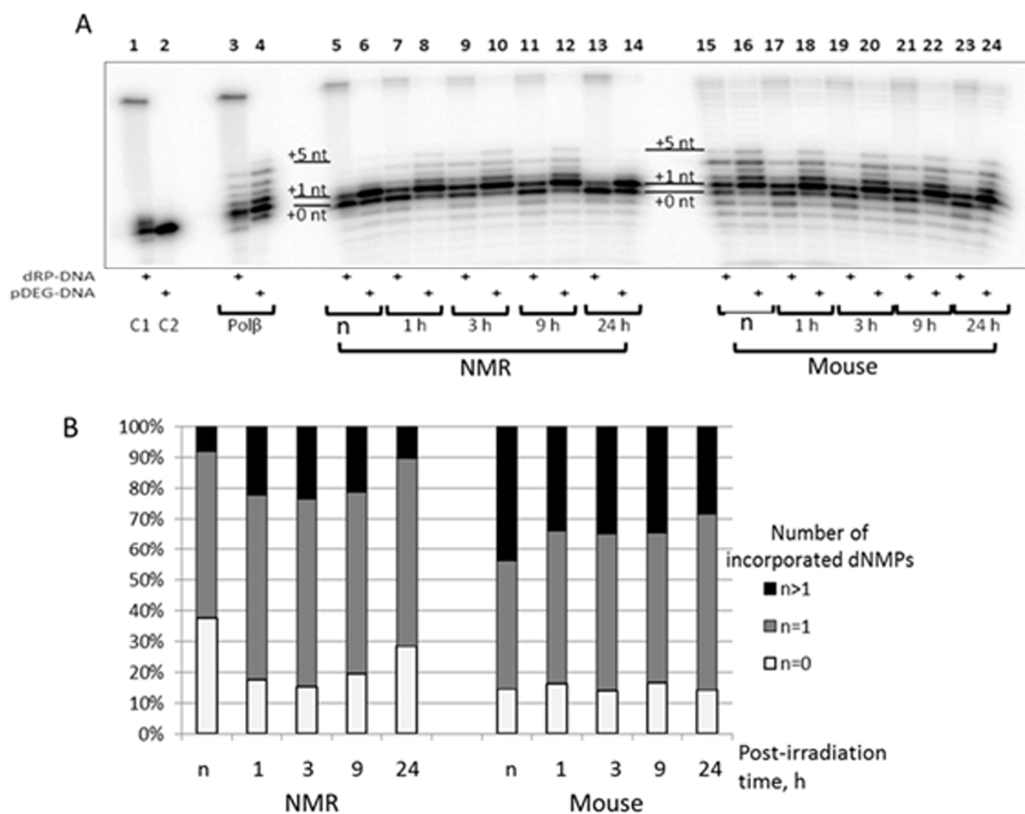 A
1 2 3 4 5 6 7 8 9 10 11 12 13 14 15 16 17 18 19 20 21 22 23 24
+5 nt +5 nt
+1 nt +1 nt
+0 nt +0 nt
dRP-DNA + + + + + + + + + + + +
pDEG-DNA + + + + + + + + + + + +
C1 C2 Polβ n 1 h 3 h 9 h 24 h n 1 h 3 h 9 h 24 h
NMR Mouse
B
100%
90%
80%
70%
60%
50%
40%
30%
20%
10%
0%
Number of
incorporated dNMPs
n>1
n=1
n=0
n 1 3 9 24 n 1 3 9 24
Post-irradiation
time, h
NMR Mouse